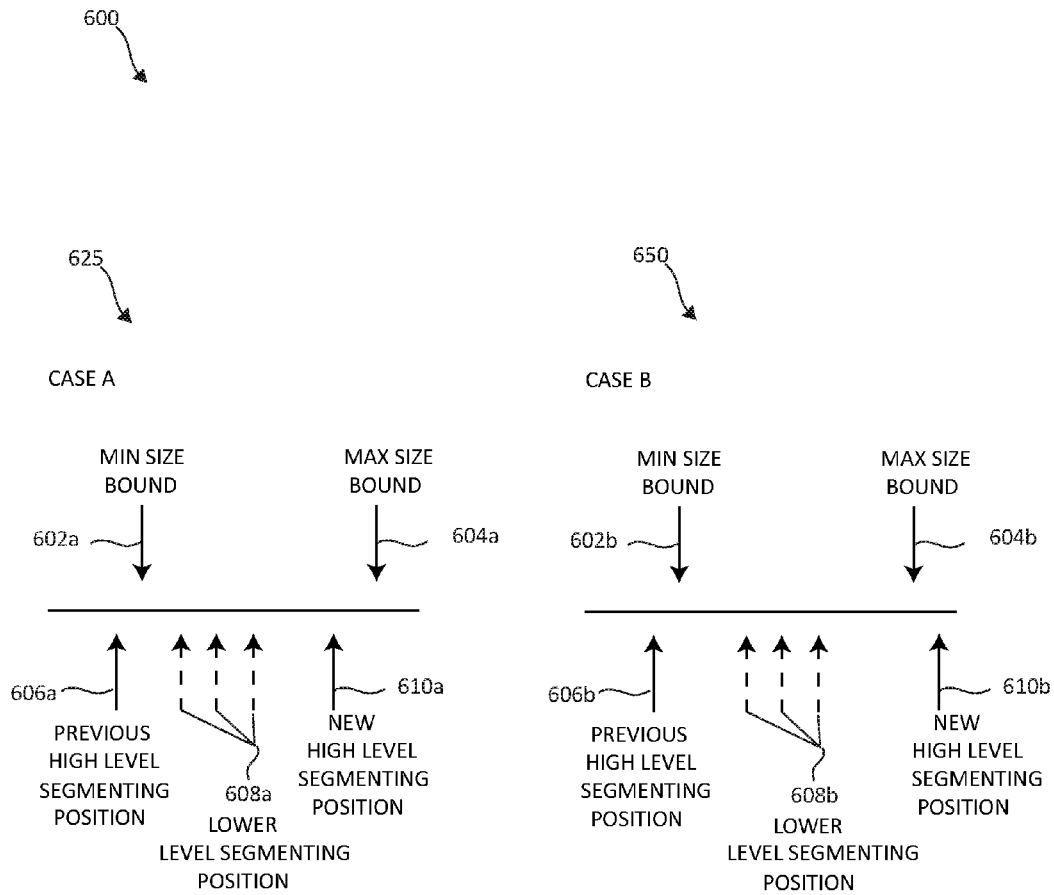 600
625
650
CASE A
CASE B
MIN SIZE
BOUND
MAX SIZE
BOUND
MIN SIZE
BOUND
MAX SIZE
BOUND
602a
604a
602b
604b
606a
610a
606b
610b
PREVIOUS
HIGH LEVEL
SEGMENTING
POSITION
608a
LOWER
LEVEL SEGMENTING
POSITION
NEW
HIGH LEVEL
SEGMENTING
POSITION
PREVIOUS
HIGH LEVEL
SEGMENTING
POSITION
608b
LOWER
LEVEL SEGMENTING
POSITION
NEW
HIGH LEVEL
SEGMENTING
POSITION